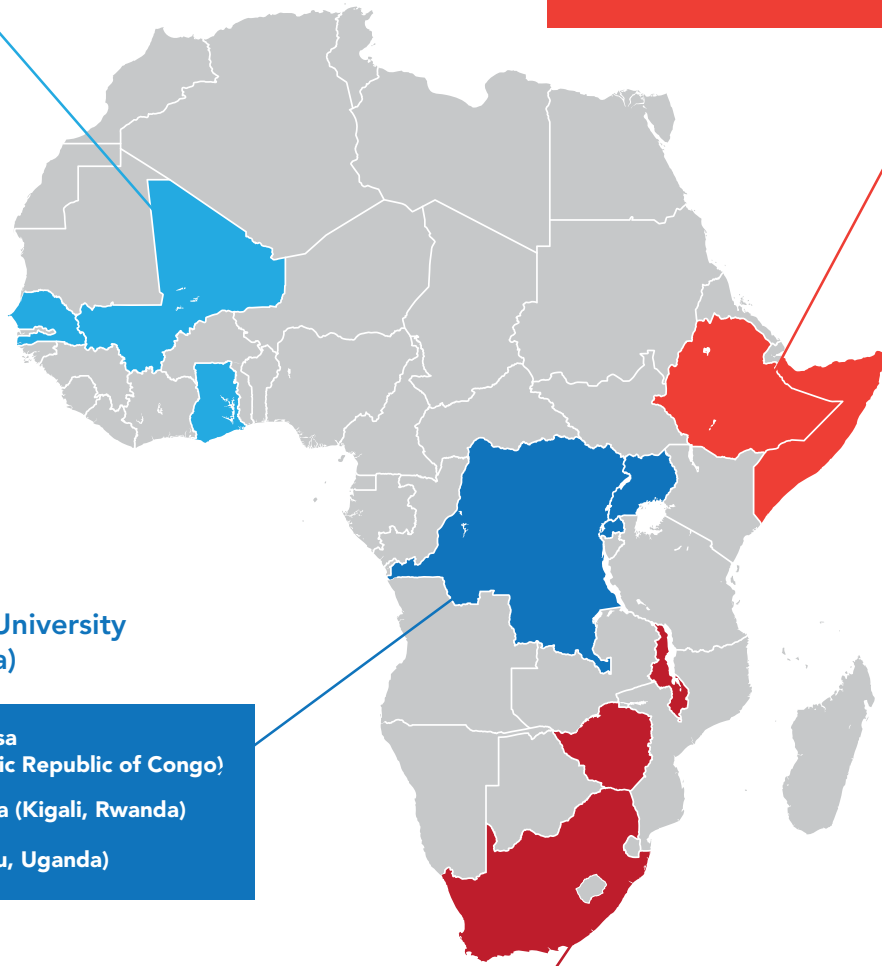 University
a)
sa
ic Republic of Congo)
a (Kigali, Rwanda)
u, Uganda)